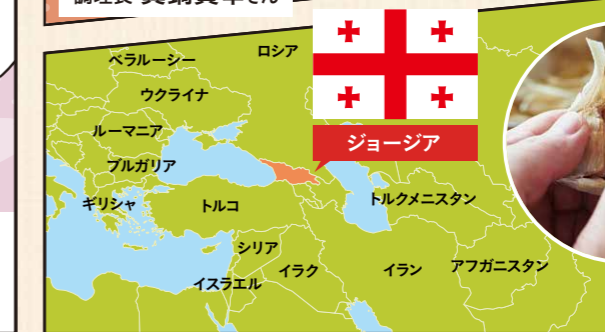 ベラルーシー
ロシア
ウクライナ
ルーマニア
ジョージア
ブルガリア
ギリシャ
トルコ
トルクメニスタン
シリア
イスラエル
イラク
イラン
アフガニスタン